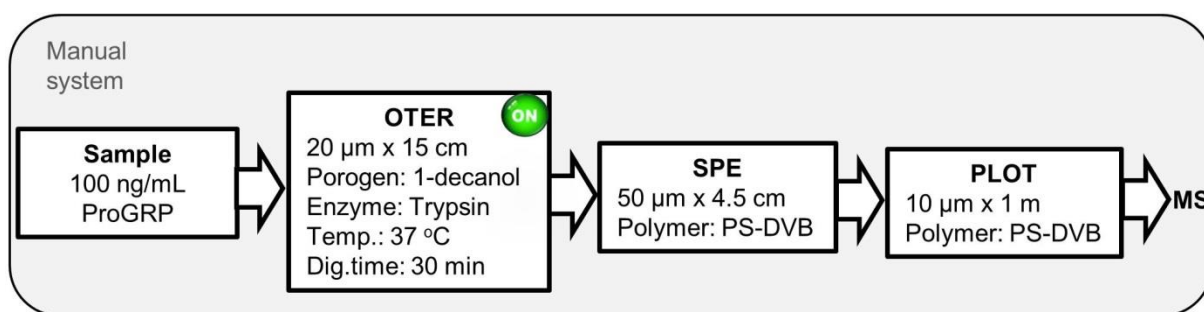 Manual
system
Sample
100 ng/mL
ProGRP
OTER
ON
20 µm x 15 cm
Porogen: 1-decanol
Enzyme: Trypsin
Temp.: 37 °C
Dig.time: 30 min
SPE
50 µm x 4.5 cm
Polymer: PS-DVB
PLOT
10 µm x 1 m
Polymer: PS-DVB
MS